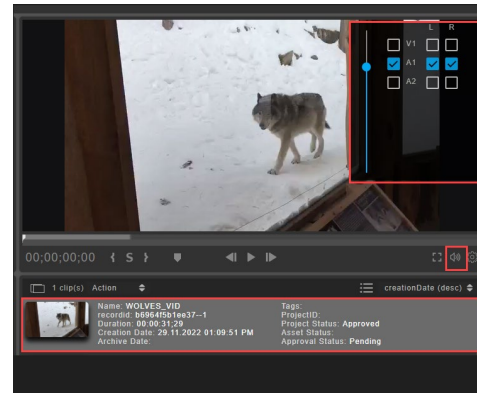 L R
V1
A1
A2
00;00;00;00 { S }
1 clip(s) Action creationDate (desc)
Name: WOLVES_VID
recordid: b6964f5b1ee37--1
Duration: 00:00:31;29
Creation Date: 29.11.2022 01:09:51 PM
Archive Date:
Tags:
ProjectID:
Project Status: Approved
Asset Status:
Approval Status: Pending